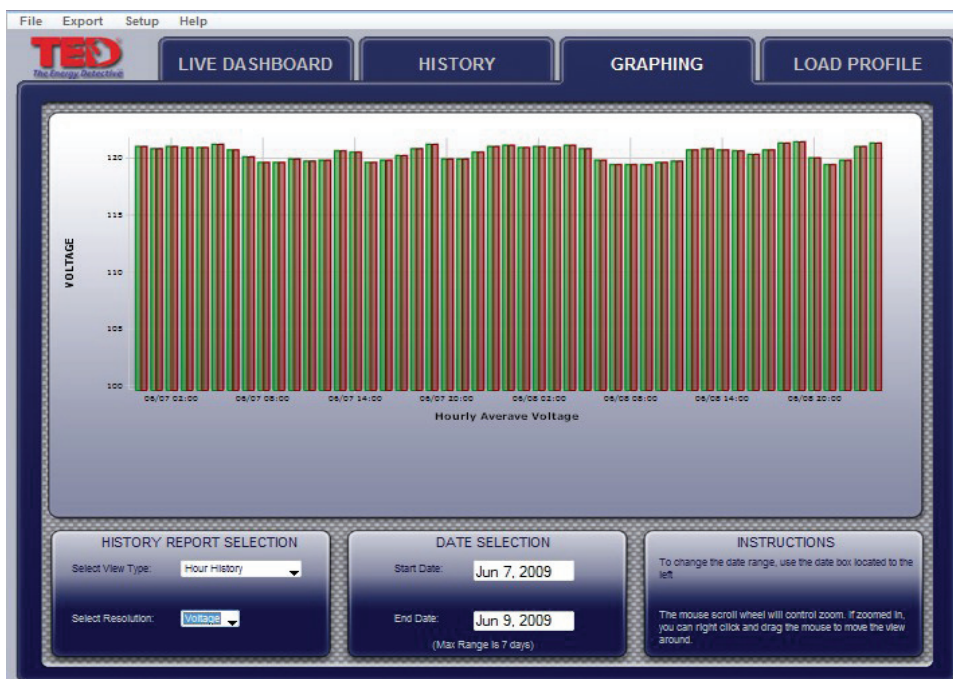 File Export Setup Help
TED
The Energy Detective
LIVE DASHBOARD
HISTORY
GRAPHING
LOAD PROFILE
VOLTAGE
120
115
110
105
100
06/07 02:00 06/07 08:00 06/07 14:00 06/07 20:00 06/08 02:00 06/08 08:00 06/08 14:00 06/08 20:00
Hourly Averave Voltage
HISTORY REPORT SELECTION
Select View Type: Hour History
Select Resolution: Voltage
DATE SELECTION
Start Date: Jun 7, 2009
End Date: Jun 9, 2009
(Max Range is 7 days)
INSTRUCTIONS
To change the date range, use the date box located to the
left
The mouse scroll wheel will control zoom. If zoomed in,
you can right click and drag the mouse to move the view
around.